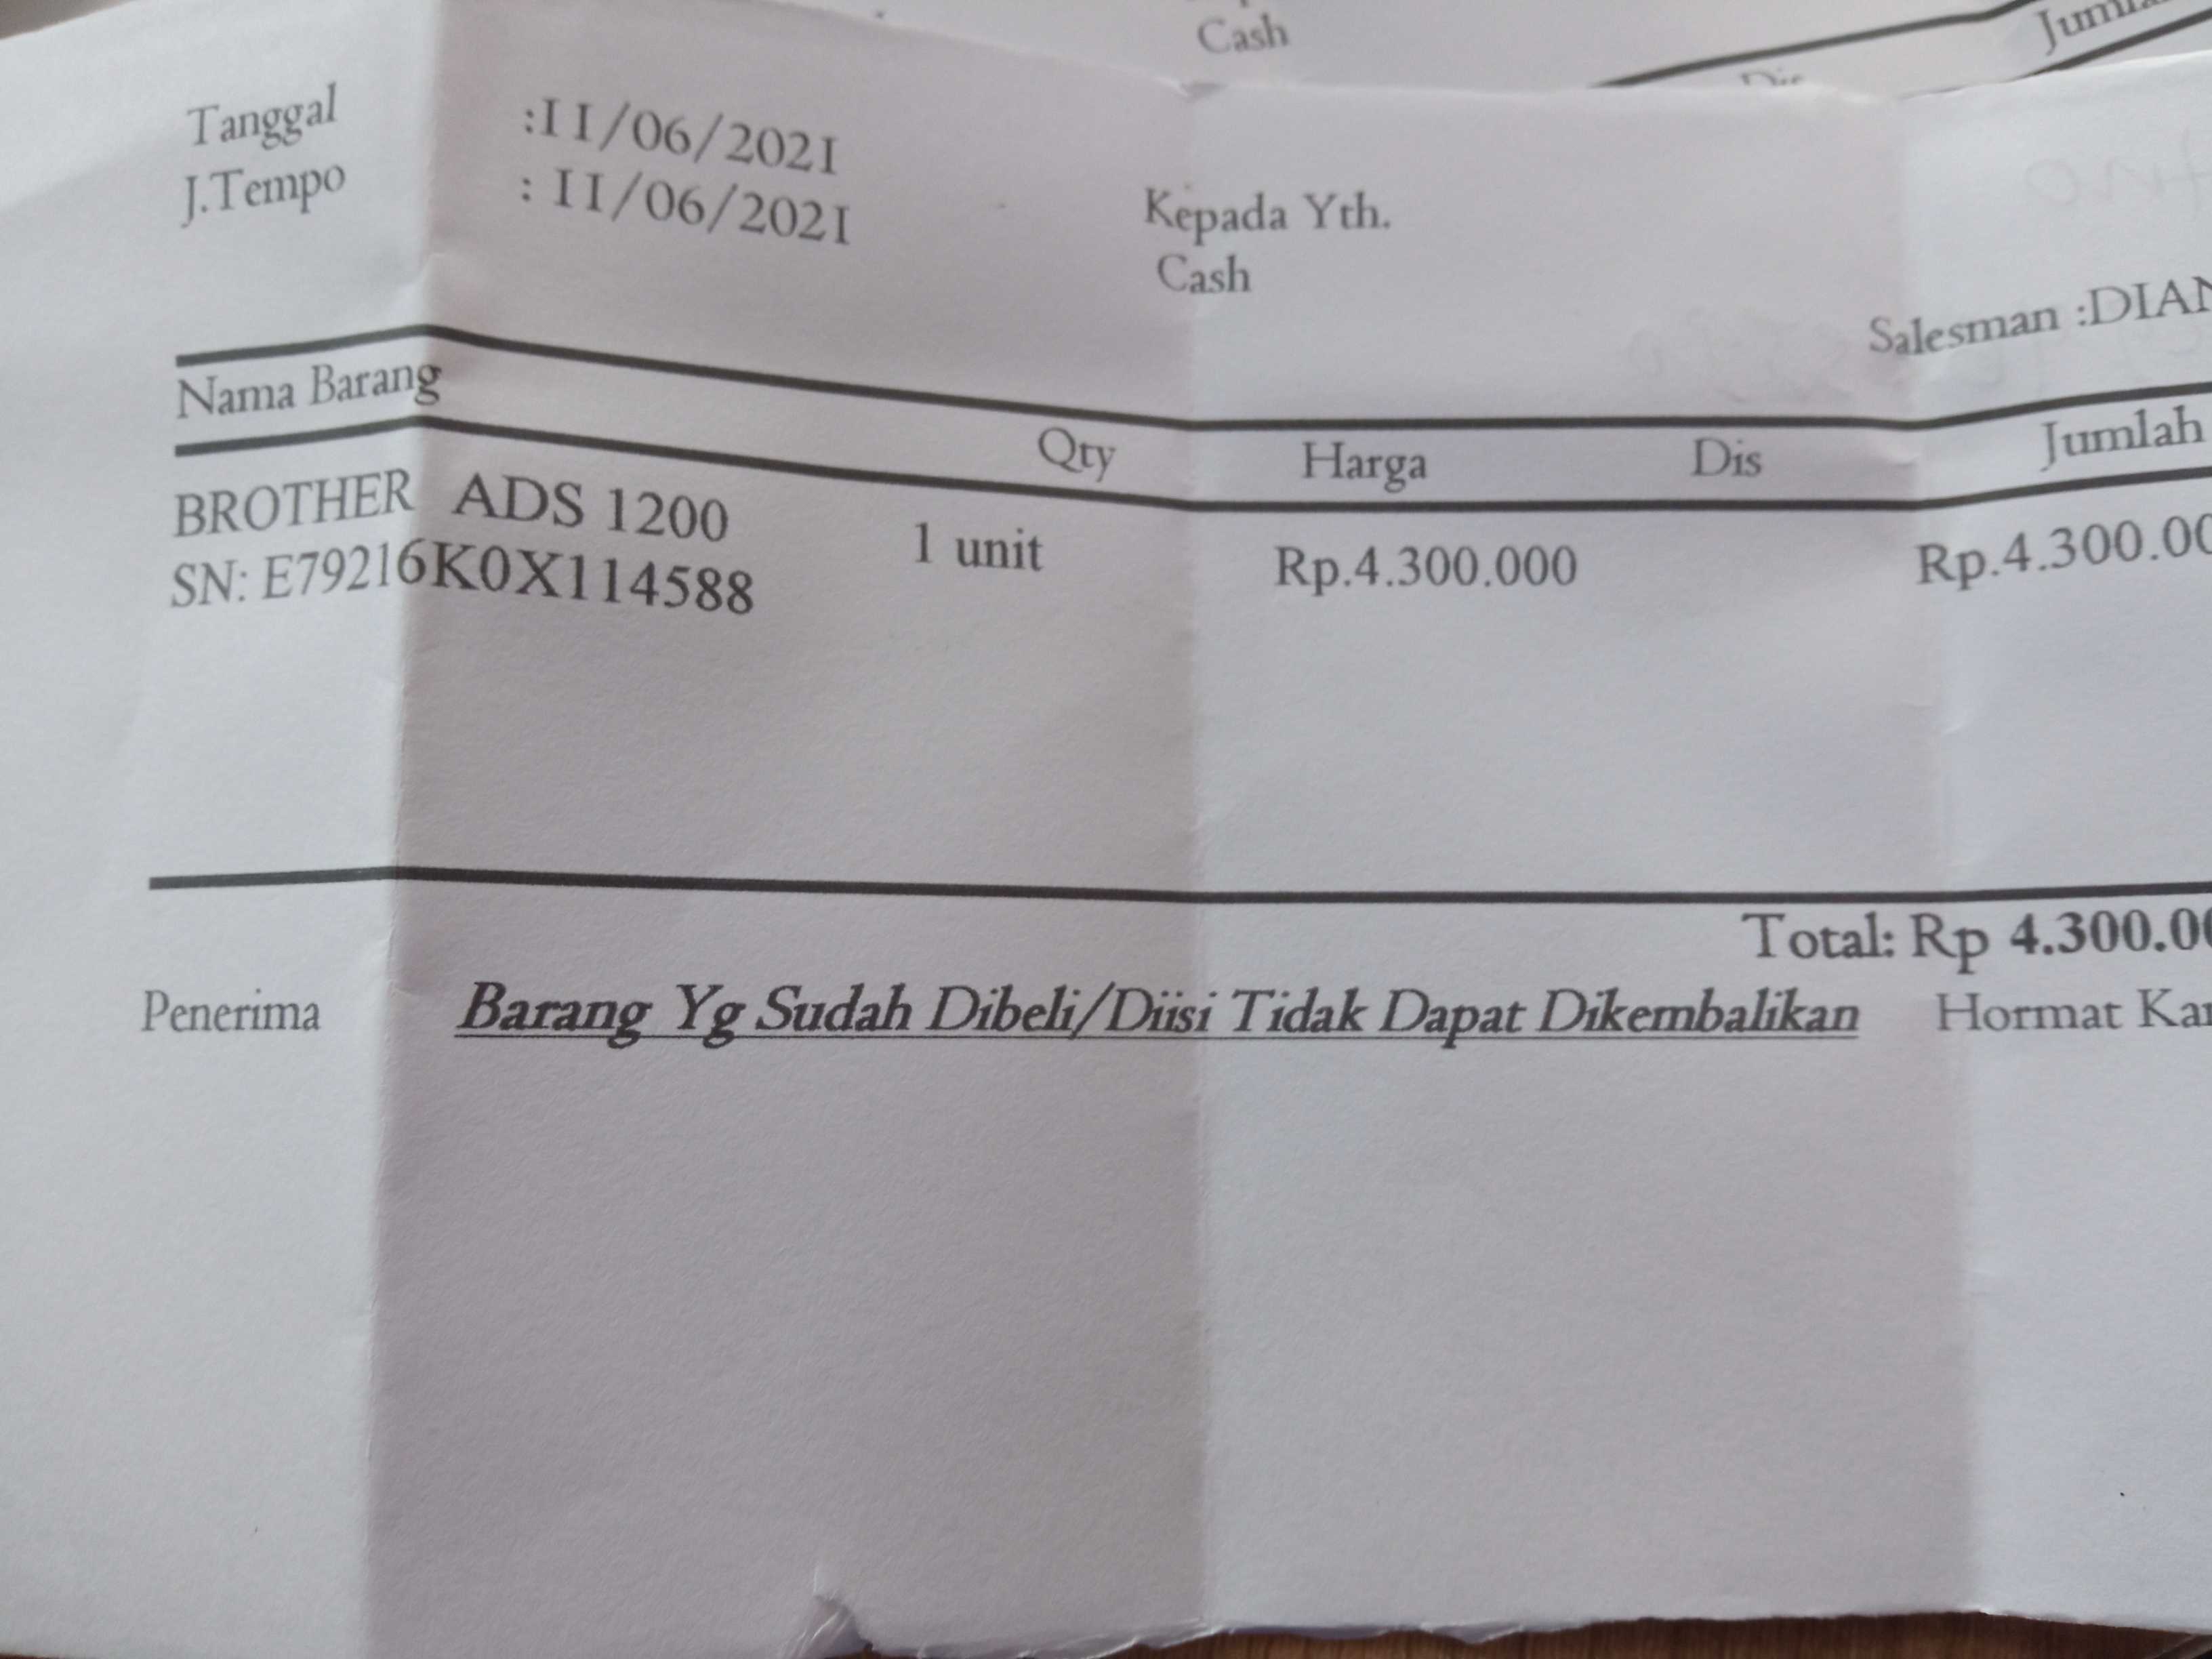 Cash
Tanggal :11/06/2021
J.Tempo : 11/06/2021
Kepada Yth.
Cash
Salesman :DIAN
Nama Barang Qty Harga Dis Jumlah
BROTHER ADS 1200 1 unit Rp.4.300.000 Rp.4.300.00
SN: E79216K0X114588
Total: Rp 4.300.00
Penerima Barang Yg Sudah Dibeli/Diisi Tidak Dapat Dikembalikan Hormat